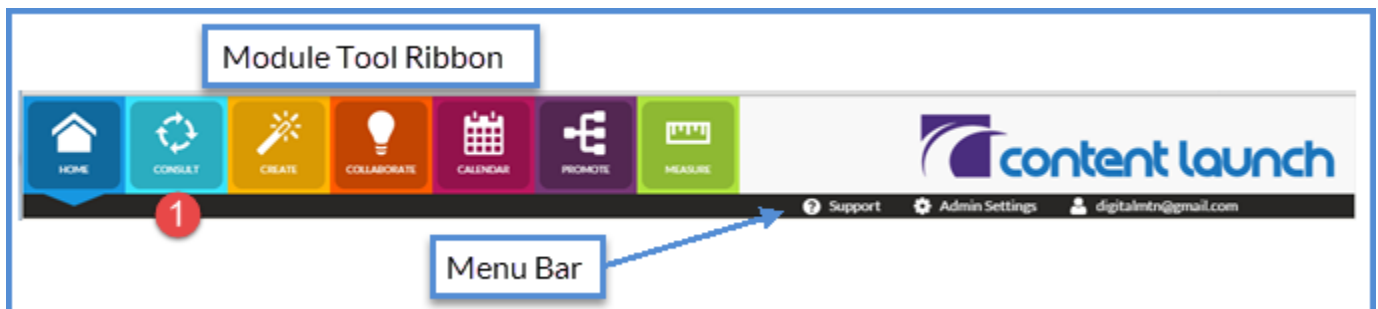 Module Tool Ribbon
HOME
CONSULT
CREATE
COLLABORATE
CALENDAR
PROMOTE
MEASURE
content launch
1
Support
Admin Settings
digitalmtn@gmail.com
Menu Bar